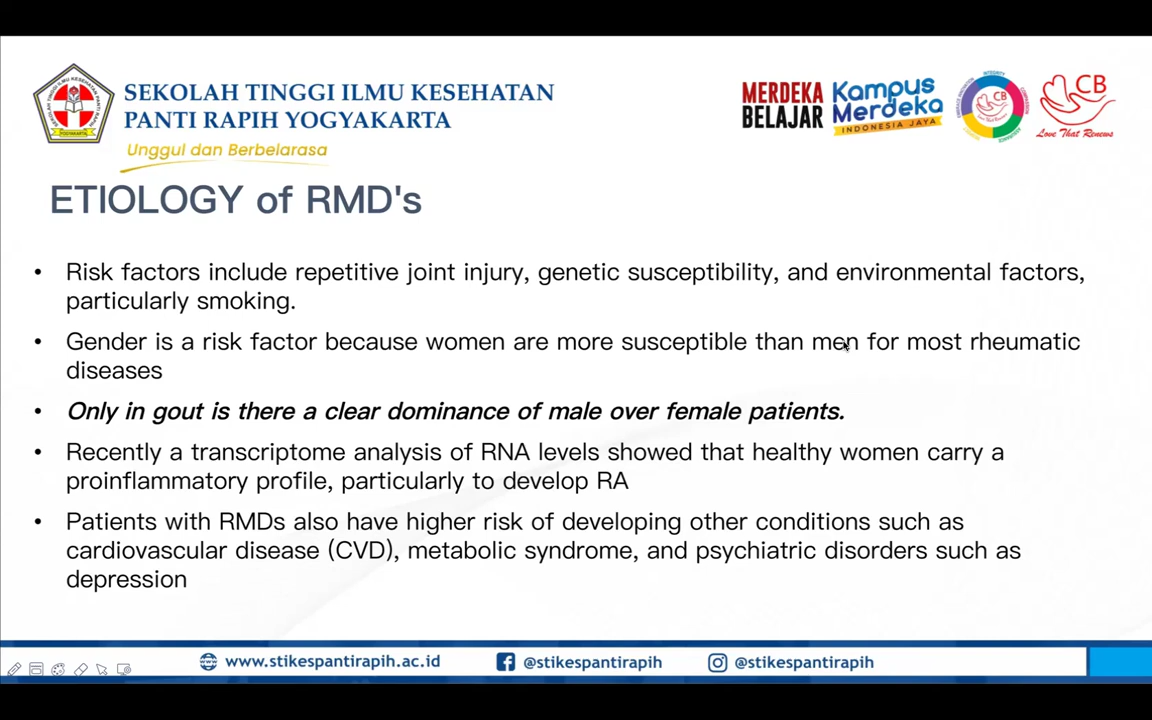 SEKOLAH TINGGI ILMU KESEHATAN
PANTI RAPIH YOGYAKARTA
Unggul dan Berbelarasa
MERDEKA
BELAJAR
Kampus
Merdeka
INDONESIA JAYA
CB
Love That Renews
ETIOLOGY of RMD's
• Risk factors include repetitive joint injury, genetic susceptibility, and environmental factors,
particularly smoking.
• Gender is a risk factor because women are more susceptible than men for most rheumatic
diseases
• Only in gout is there a clear dominance of male over female patients.
• Recently a transcriptome analysis of RNA levels showed that healthy women carry a
proinflammatory profile, particularly to develop RA
• Patients with RMDs also have higher risk of developing other conditions such as
cardiovascular disease (CVD), metabolic syndrome, and psychiatric disorders such as
depression
www.stikespantirapih.ac.id
@stikespantirapih
@stikespantirapih